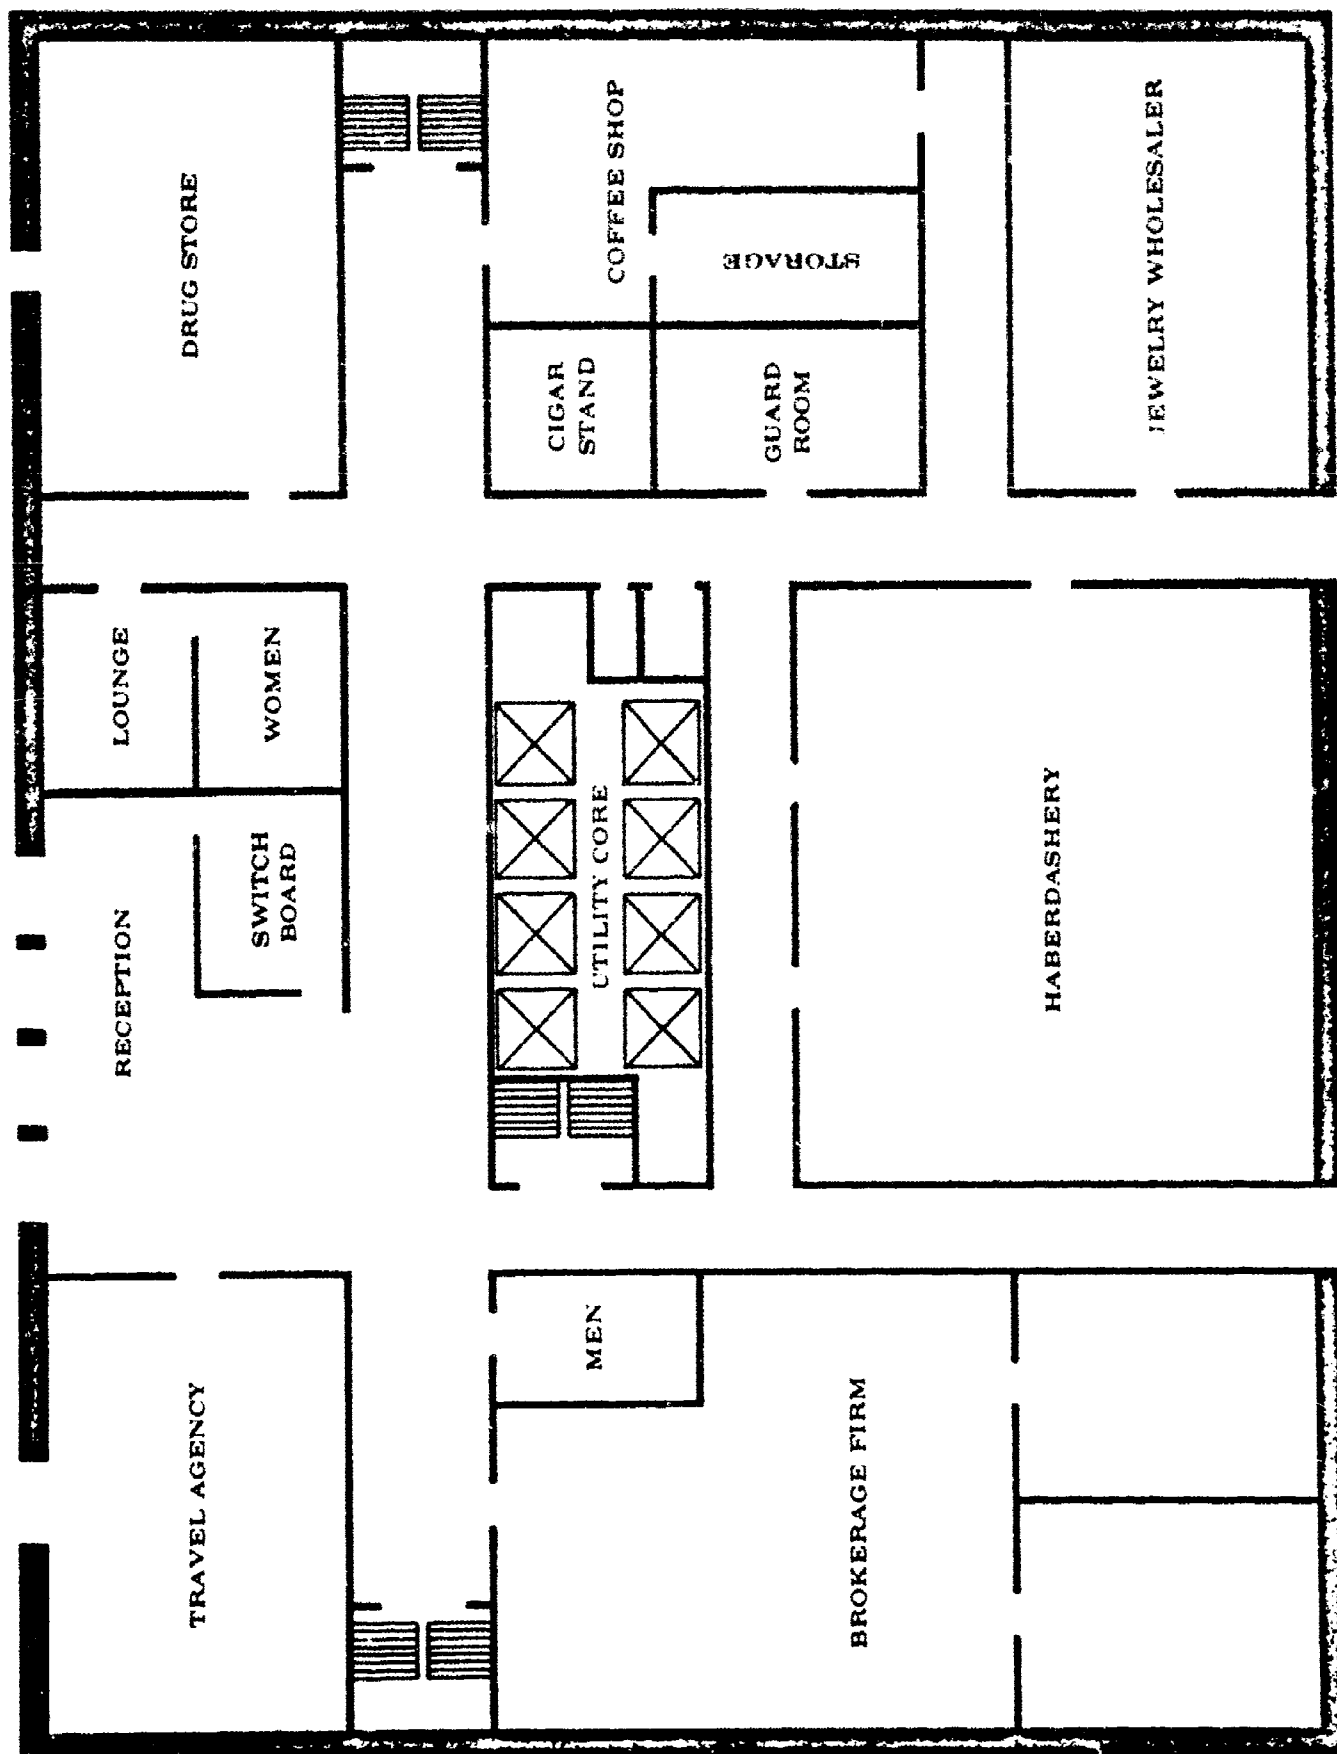 TRAVEL AGENCY
RECEPTION
LOUNGE
SWITCH
BOARD
WOMEN
DRUG STORE
MEN
UTILITY CORE
CIGAR
STAND
COFFEE SHOP
GUARD
ROOM
STORAGE
BROKERAGE FIRM
HABERDASHERY
JEWELRY WHOLESALER